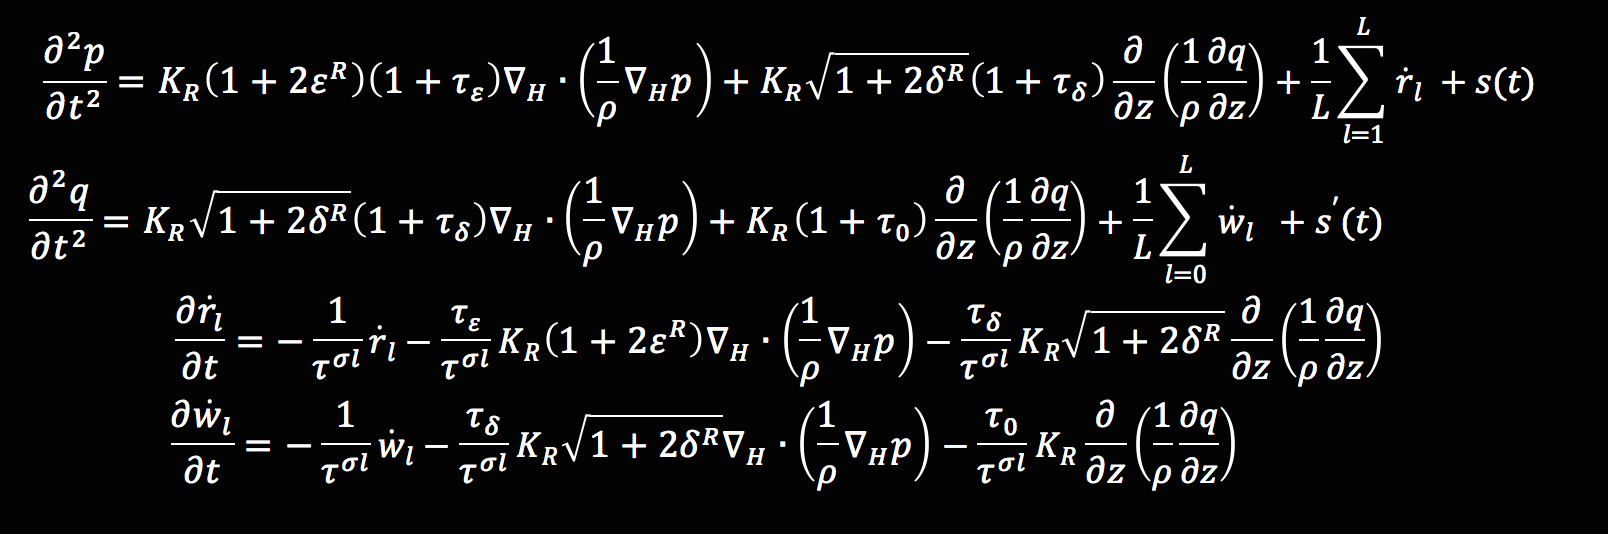 ∂²p/∂t² = K_R(1 + 2ε^R)(1 + τ_ε)∇_H · (1/ρ ∇_H p) + K_R√(1 + 2δ^R)(1 + τ_δ) ∂/∂z (1/ρ ∂q/∂z) + 1/L ∑_{l=1}^{L} ṙ_l + s(t)
∂²q/∂t² = K_R√(1 + 2δ^R)(1 + τ_δ)∇_H · (1/ρ ∇_H p) + K_R(1 + τ_0) ∂/∂z (1/ρ ∂q/∂z) + 1/L ∑_{l=0}^{L} ẇ_l + s′(t)
∂ṙ_l/∂t = − 1/τ^{σl} ṙ_l − τ_ε/τ^{σl} K_R(1 + 2ε^R)∇_H · (1/ρ ∇_H p) − τ_δ/τ^{σl} K_R√(1 + 2δ^R) ∂/∂z (1/ρ ∂q/∂z)
∂ẇ_l/∂t = − 1/τ^{σl} ẇ_l − τ_δ/τ^{σl} K_R√(1 + 2δ^R)∇_H · (1/ρ ∇_H p) − τ_0/τ^{σl} K_R ∂/∂z (1/ρ ∂q/∂z)